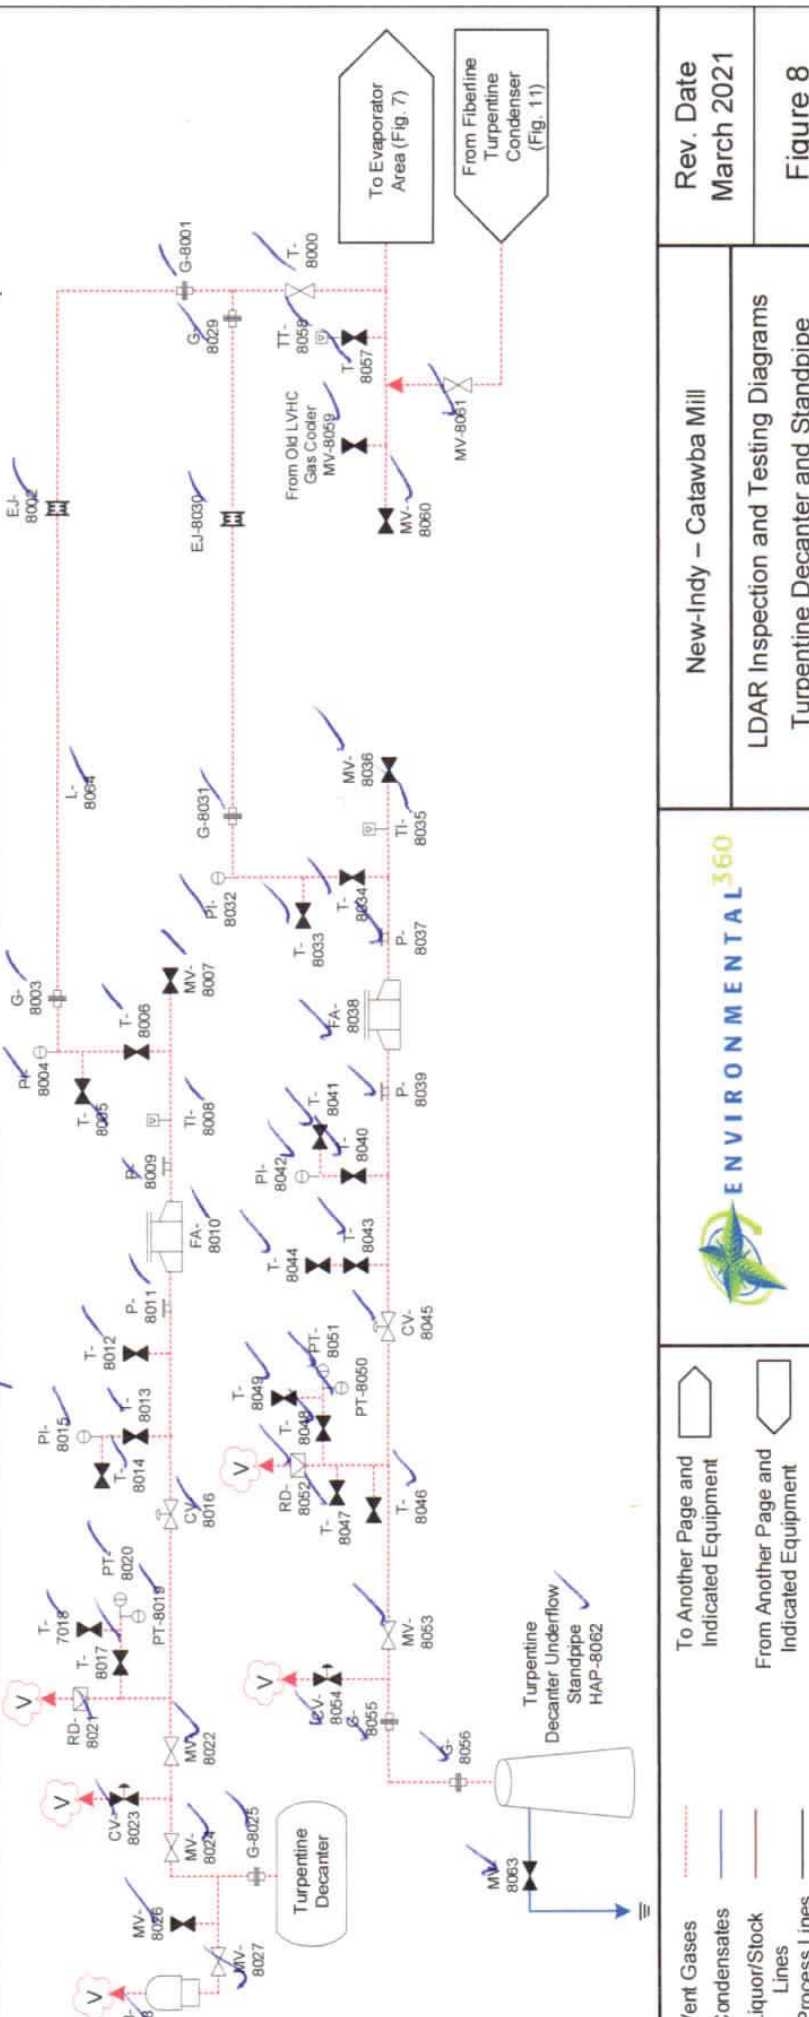 V
MV-
8026
MV-
8027
Turpentine
Decanter
G-8025
MV-
8024
V
CV-
8023
MV-
8022
V
RD-
8021
T-
8017
T-
7018
PT-8019
PT-
8020
CV-
8016
T-
8014
PI-
8015
T-
8013
T-
8012
P-
8011
FA-
8010
P-
8009
TI-
8008
T-
8005
PI-
8004
T-
8006
MV-
8007
G-
8003
L-
8064
EJ-
8002
G-8001
G-
8029
EJ-8030
G-8031
PI-
8032
T-
8033
T-
8034
TI-
8035
MV-
8036
P-
8037
FA-
8038
P-
8039
T-
8041
T-
8040
PI-
8042
T-
8043
T-
8044
CV-
8045
PT-
8051
PT-8050
T-
8049
T-
8048
V
RD-
8052
T-
8047
T-
8046
MV-
8053
V
CV-
8054
G-
8055
G-
8056
Turpentine
Decanter Underflow
Standpipe
HAP-8062
MV-
8063
T-
8000
TT-
8058
T-
8057
From Old LVHC
Gas Cooler
MV-8059
MV-
8060
MV-8061
To Evaporator
Area (Fig. 7)
From Fiberline
Turpentine
Condenser
(Fig. 11)
Vent Gases
Condensates
Liquor/Stock
Lines
Process Lines
To Another Page and
Indicated Equipment
From Another Page and
Indicated Equipment
ENVIRONMENTAL 360
New-Indy – Catawba Mill
LDAR Inspection and Testing Diagrams
Turpentine Decanter and Standpipe
Rev. Date
March 2021
Figure 8